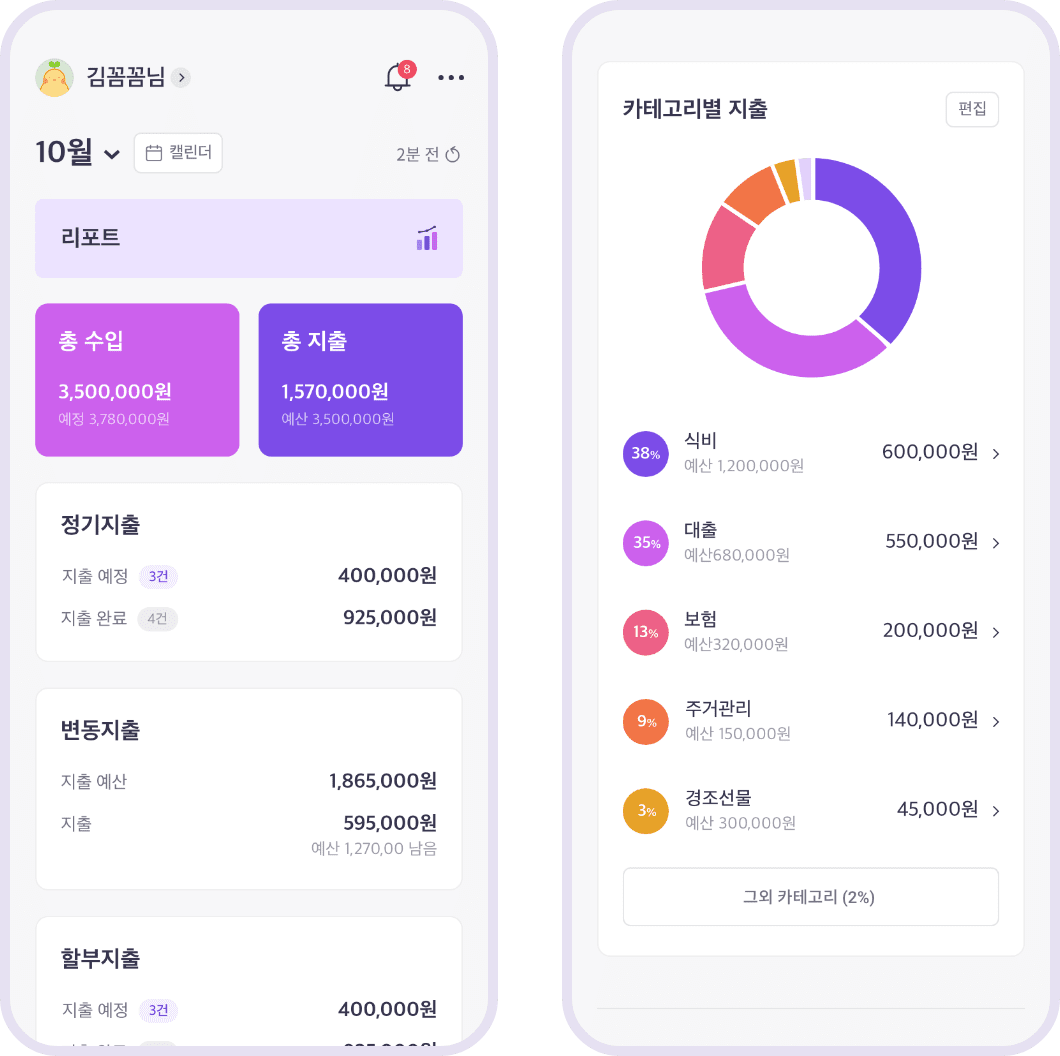 김꼼꼼님
8
10월
캘린더
2분 전
리포트
총 수입
3,500,000원
예정 3,780,000원
총 지출
1,570,000원
예산 3,500,000원
정기지출
지출 예정 3건 400,000원
지출 완료 4건 925,000원
변동지출
지출 예산 1,865,000원
지출 595,000원
예산 1,270,00 남음
할부지출
지출 예정 3건 400,000원
카테고리별 지출
편집
38% 식비 600,000원
예산 1,200,000원
35% 대출 550,000원
예산680,000원
13% 보험 200,000원
예산320,000원
9% 주거관리 140,000원
예산 150,000원
3% 경조선물 45,000원
예산 300,000원
그외 카테고리 (2%)